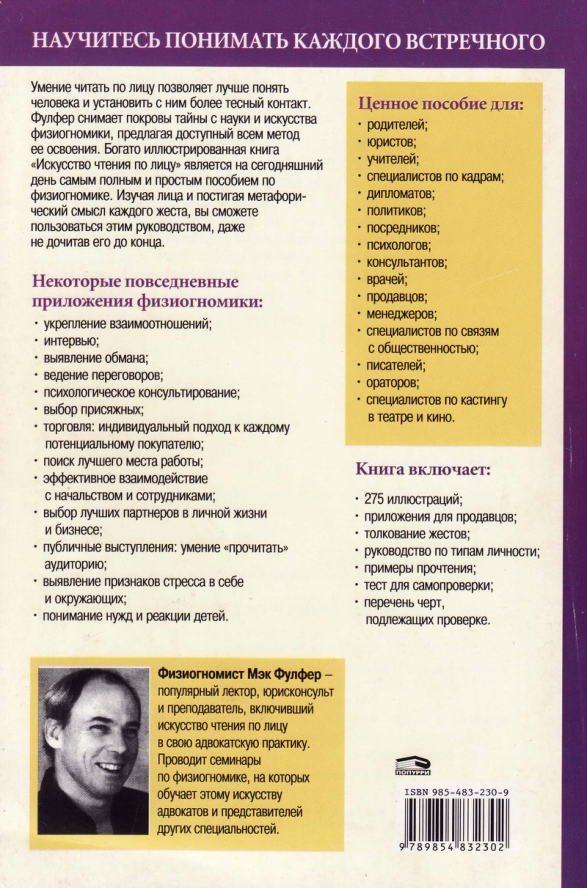 НАУЧИТЕСЬ ПОНИМАТЬ КАЖДОГО ВСТРЕЧНОГО
Умение читать по лицу позволяет лучше понять
человека и установить с ним более тесный контакт.
Фулфер снимает покровы тайны с науки и искусства
физиогномики, предлагая доступный всем метод
ее освоения. Богато иллюстрированная книга
«Искусство чтения по лицу» является на сегодняшний
день самым полным и простым пособием по
физиогномике. Изучая лица и постигая метафори-
ческий смысл каждого жеста, вы сможете
пользоваться этим руководством, даже
не дочитав его до конца.
Некоторые повседневные
приложения физиогномики:
· укрепление взаимоотношений;
· интервью;
· выявление обмана;
· ведение переговоров;
· психологическое консультирование;
· выбор присяжных;
· торговля: индивидуальный подход к каждому
потенциальному покупателю;
· поиск лучшего места работы;
· эффективное взаимодействие
с начальством и сотрудниками;
· выбор лучших партнеров в личной жизни
и бизнесе;
· публичные выступления: умение «прочитать»
аудиторию;
· выявление признаков стресса в себе
и окружающих;
· понимание нужд и реакции детей.
Ценное пособие для:
· родителей;
· юристов;
· учителей;
· специалистов по кадрам;
· дипломатов;
· политиков;
· посредников;
· психологов;
· консультантов;
· врачей;
· продавцов;
· менеджеров;
· специалистов по связям
с общественностью;
· писателей;
· ораторов;
· специалистов по кастингу
в театре и кино.
Книга включает:
· 275 иллюстраций;
· приложения для продавцов;
· толкование жестов;
· руководство по типам личности;
· примеры прочтения;
· тест для самопроверки;
· перечень черт,
подлежащих проверке.
Физиогномист Мэк Фулфер –
популярный лектор, юрисконсульт
и преподаватель, включивший
искусство чтения по лицу
в свою адвокатскую практику.
Проводит семинары
по физиогномике, на которых
обучает этому искусству
адвокатов и представителей
других специальностей.
ПОПУРРИ
ISBN 985-483-230-9
9 789854 832302